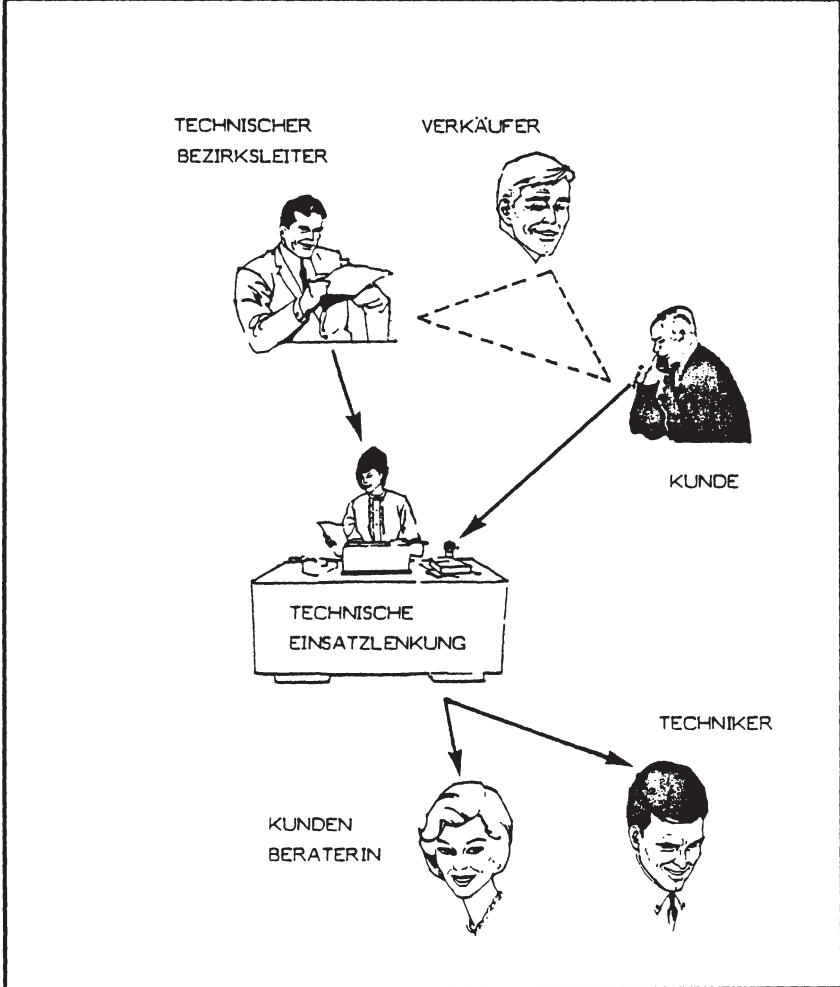 TECHNISCHER
BEZIRKSLEITER
VERKÄUFER
KUNDE
TECHNISCHE
EINSATZLENKUNG
TECHNIKER
KUNDEN
BERATERIN